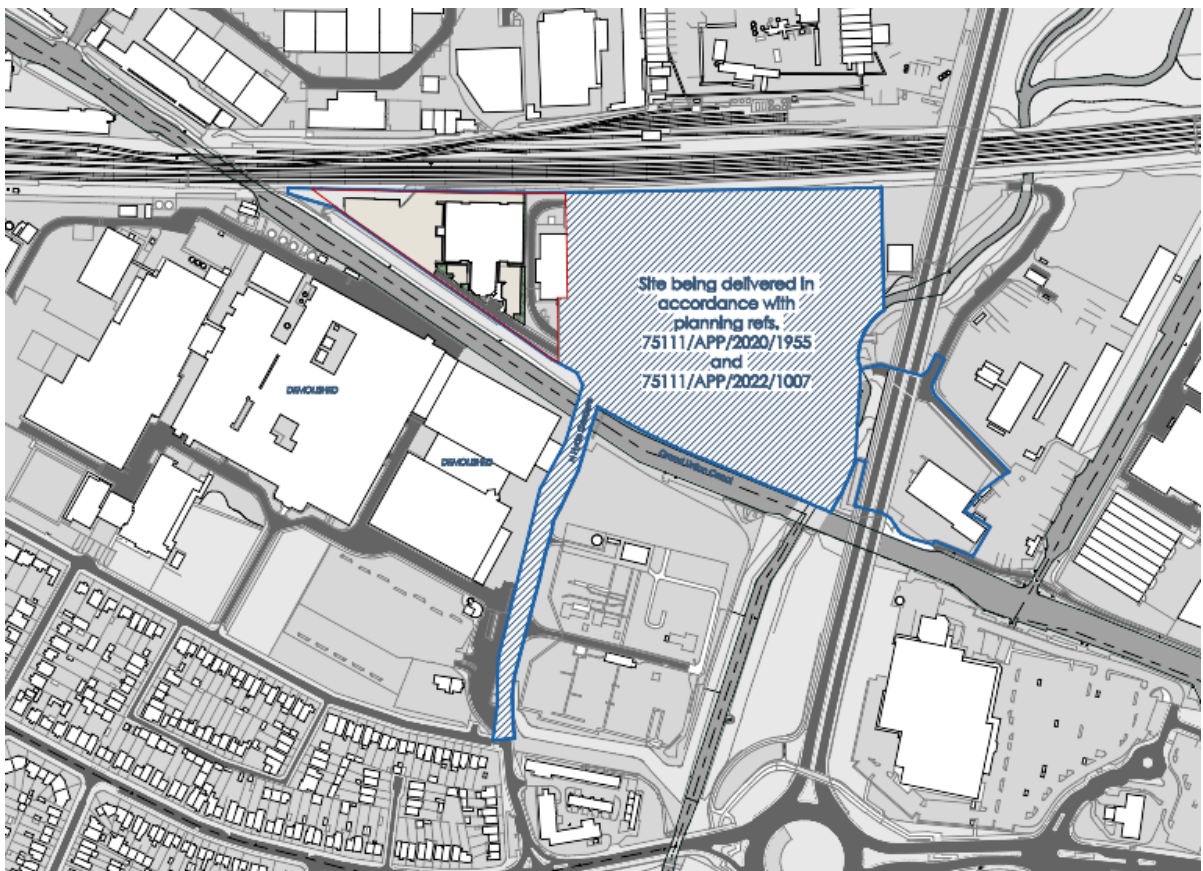 Site being delivered in
accordance with
planning refs.
75111/APP/2020/1955
and
75111/APP/2022/1007
DEMOLISHED
DEMOLISHED
Grand Union Canal